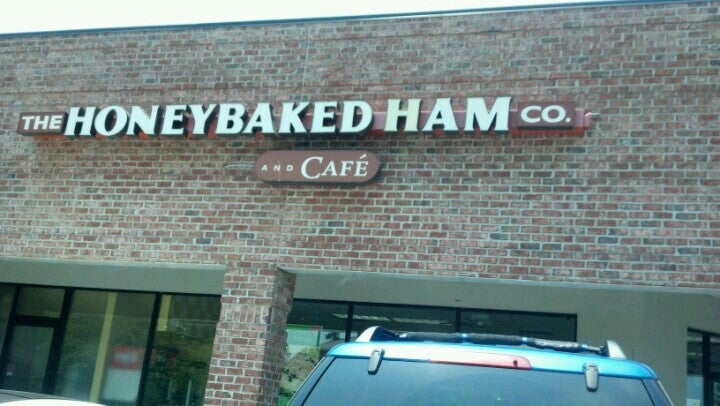 THE HONEYBAKED HAM CO.
AND CAFÉ